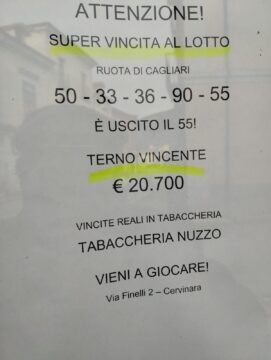 ATTENZIONE!
SUPER VINCITA AL LOTTO
RUOTA DI CAGLIARI
50 - 33 - 36 - 90 - 55
È USCITO IL 55!
TERNO VINCENTE
€ 20.700
VINCITE REALI IN TABACCHERIA
TABACCHERIA NUZZO
VIENI A GIOCARE!
Via Finelli 2 – Cervinara